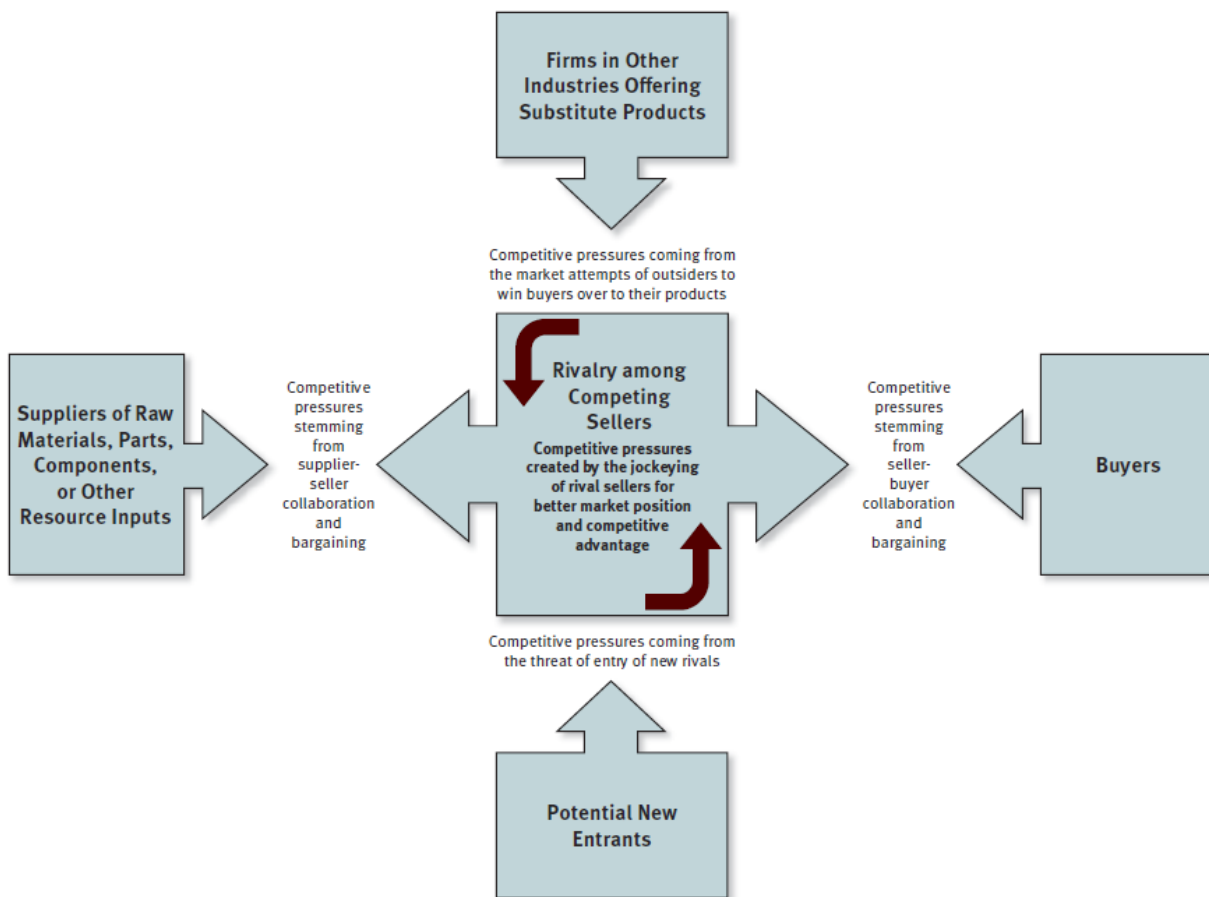 Firms in Other
Industries Offering
Substitute Products
Competitive pressures coming from
the market attempts of outsiders to
win buyers over to their products
Suppliers of Raw
Materials, Parts,
Components,
or Other
Resource Inputs
Competitive
pressures
stemming
from
supplier-
seller
collaboration
and
bargaining
Rivalry among
Competing
Sellers
Competitive pressures
created by the jockeying
of rival sellers for
better market position
and competitive
advantage
Competitive
pressures
stemming
from
seller-
buyer
collaboration
and
bargaining
Buyers
Competitive pressures coming from
the threat of entry of new rivals
Potential New
Entrants